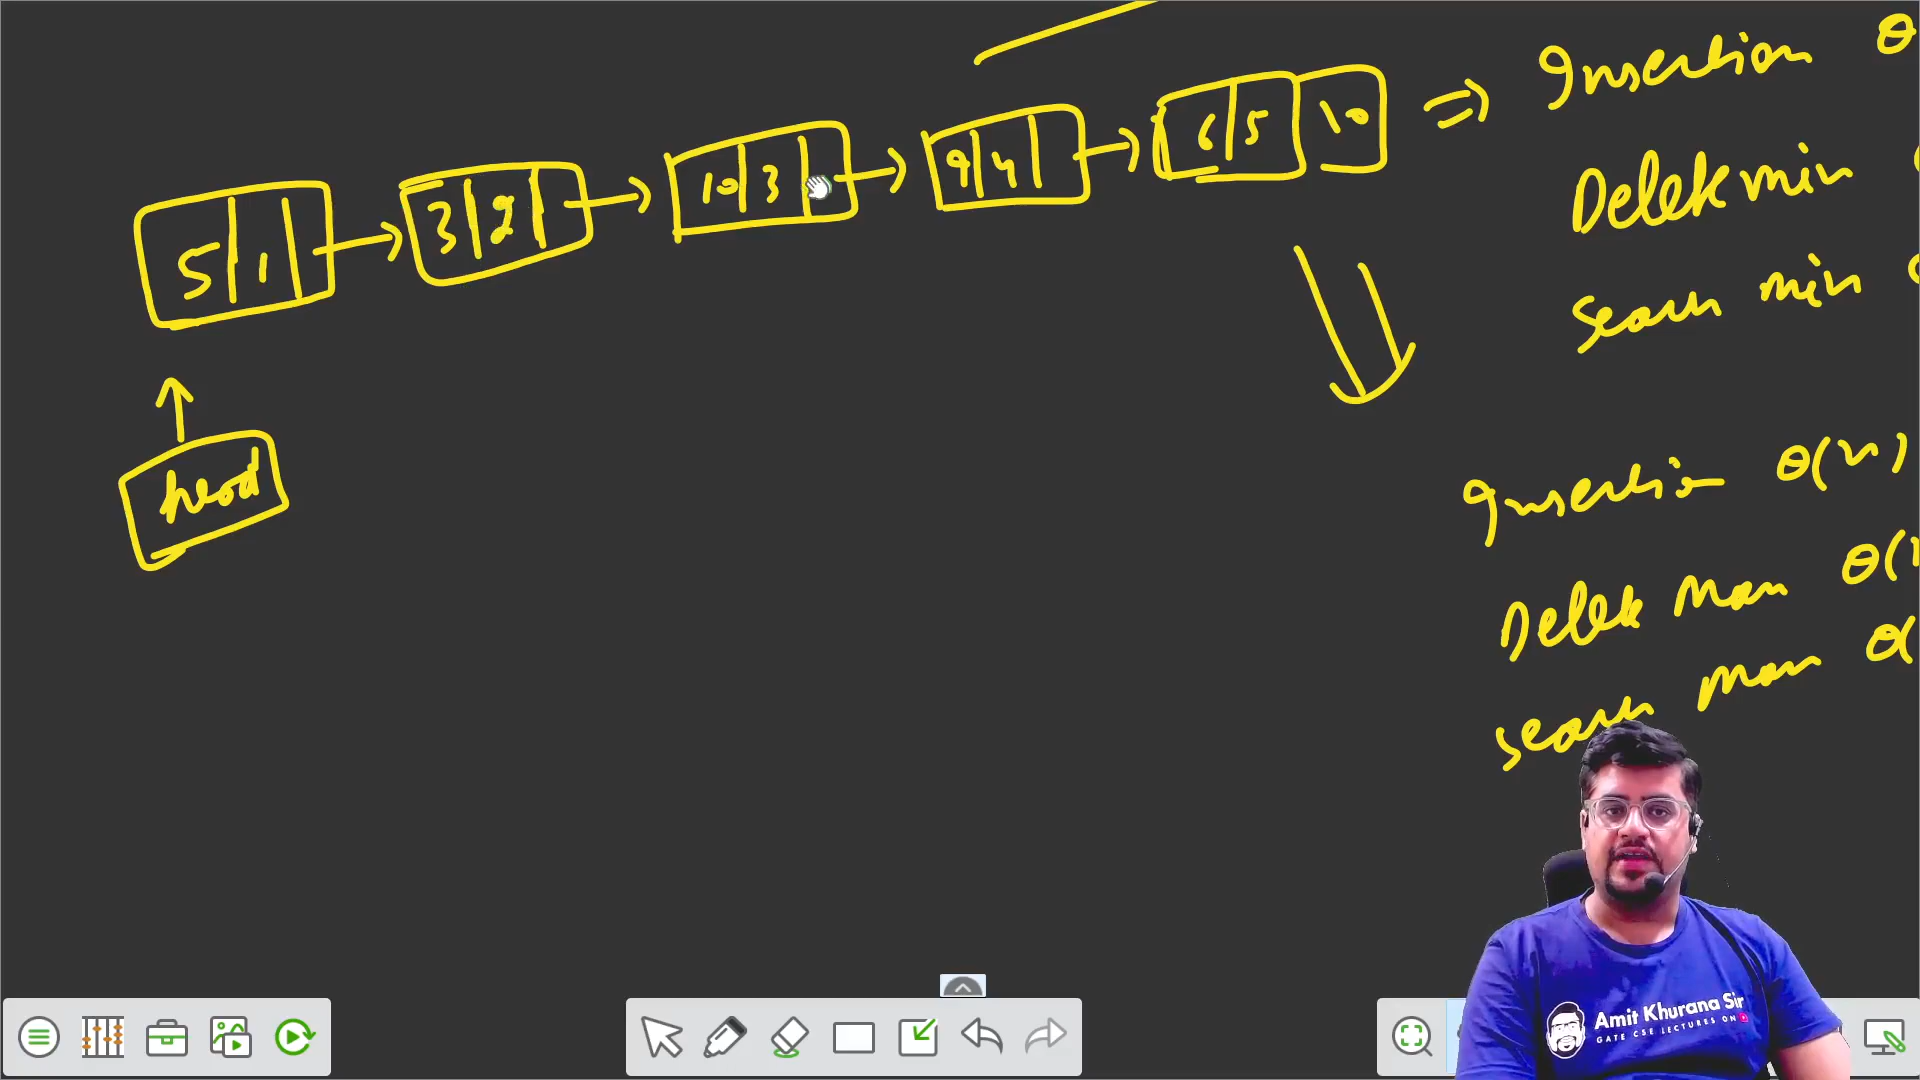 Insertion θ
6 5 \0
9 4
10 3
Delete min
3 2
5 1
Search min
head
Insertion θ(n)
Delete Max θ(
Search max θ(
Amit Khurana Sir
GATE CSE LECTURES ON